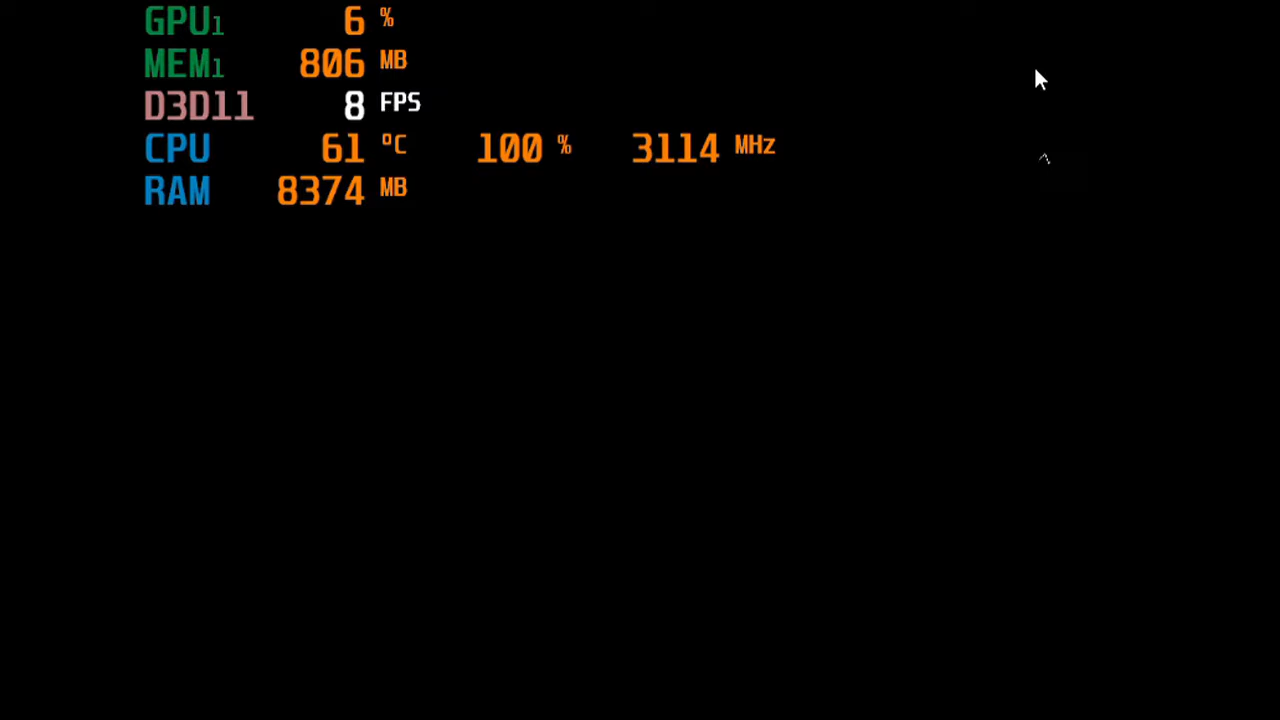 GPU1 6 %
MEM1 806 MB
D3D11 8 FPS
CPU 61 °C 100 % 3114 MHz
RAM 8374 MB